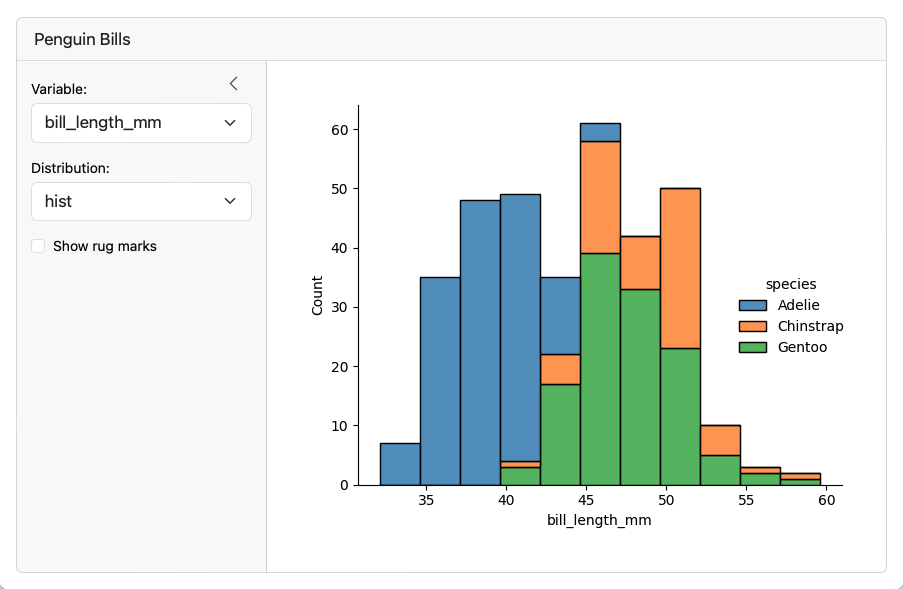 Penguin Bills
Variable:
bill_length_mm
Distribution:
hist
Show rug marks
60
50
40
30
20
10
0
Count
35 40 45 50 55 60
bill_length_mm
species
Adelie
Chinstrap
Gentoo